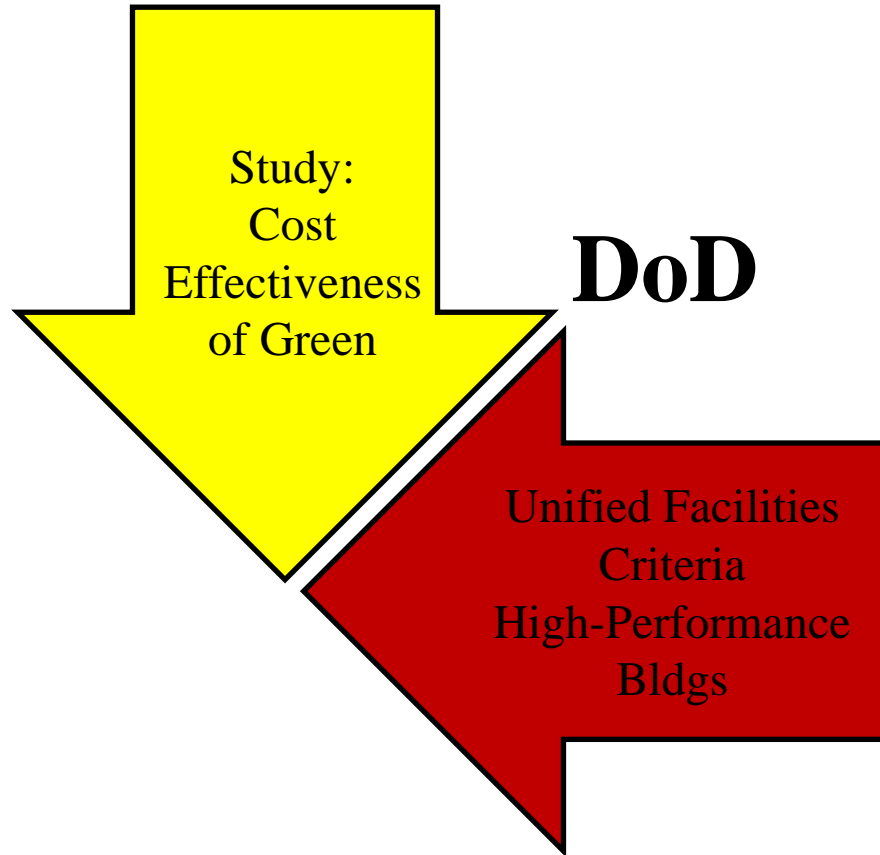 Study:
Cost
Effectiveness
of Green
DoD
Unified Facilities
Criteria
High-Performance
Bldgs